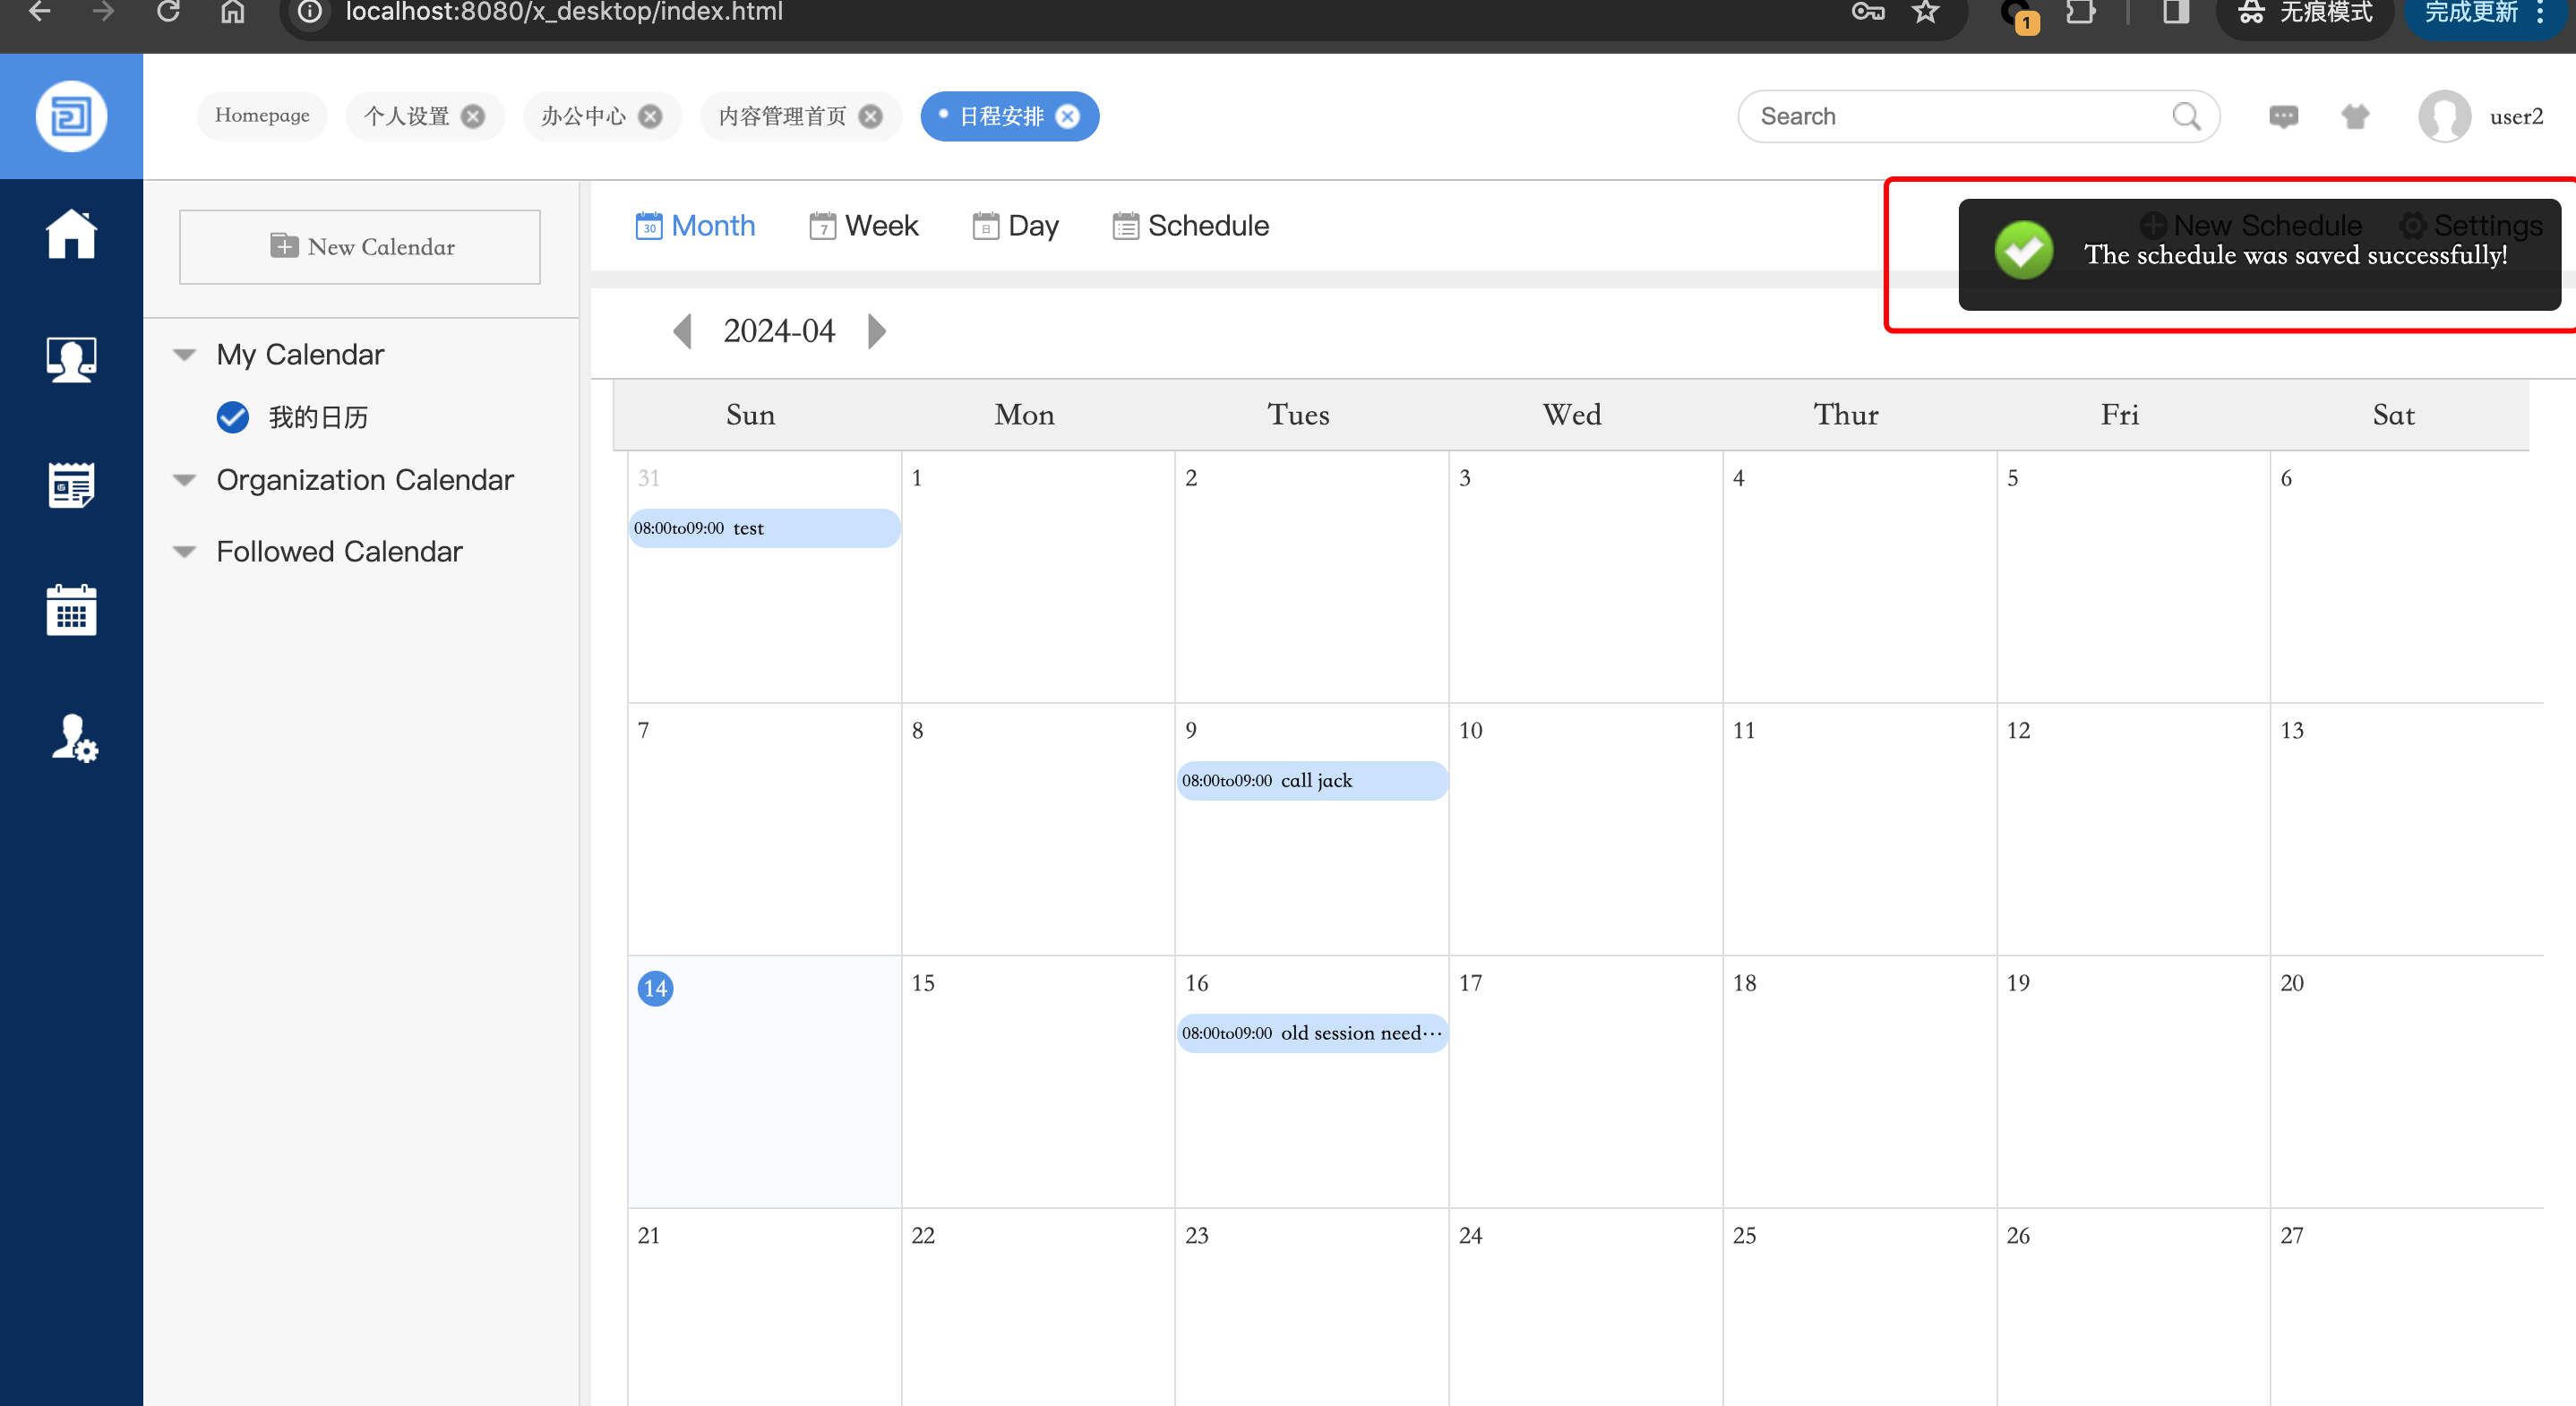 localhost:8080/x_desktop/index.html
1
无痕模式
完成更新
Homepage
个人设置
办公中心
内容管理首页
日程安排
Search
user2
New Calendar
My Calendar
我的日历
Organization Calendar
Followed Calendar
30 Month
7 Week
日 Day
Schedule
New Schedule
Settings
The schedule was saved successfully!
2024-04
Sun Mon Tues Wed Thur Fri Sat
31 1 2 3 4 5 6
08:00to09:00 test
7 8 9 10 11 12 13
08:00to09:00 call jack
14 15 16 17 18 19 20
08:00to09:00 old session need···
21 22 23 24 25 26 27